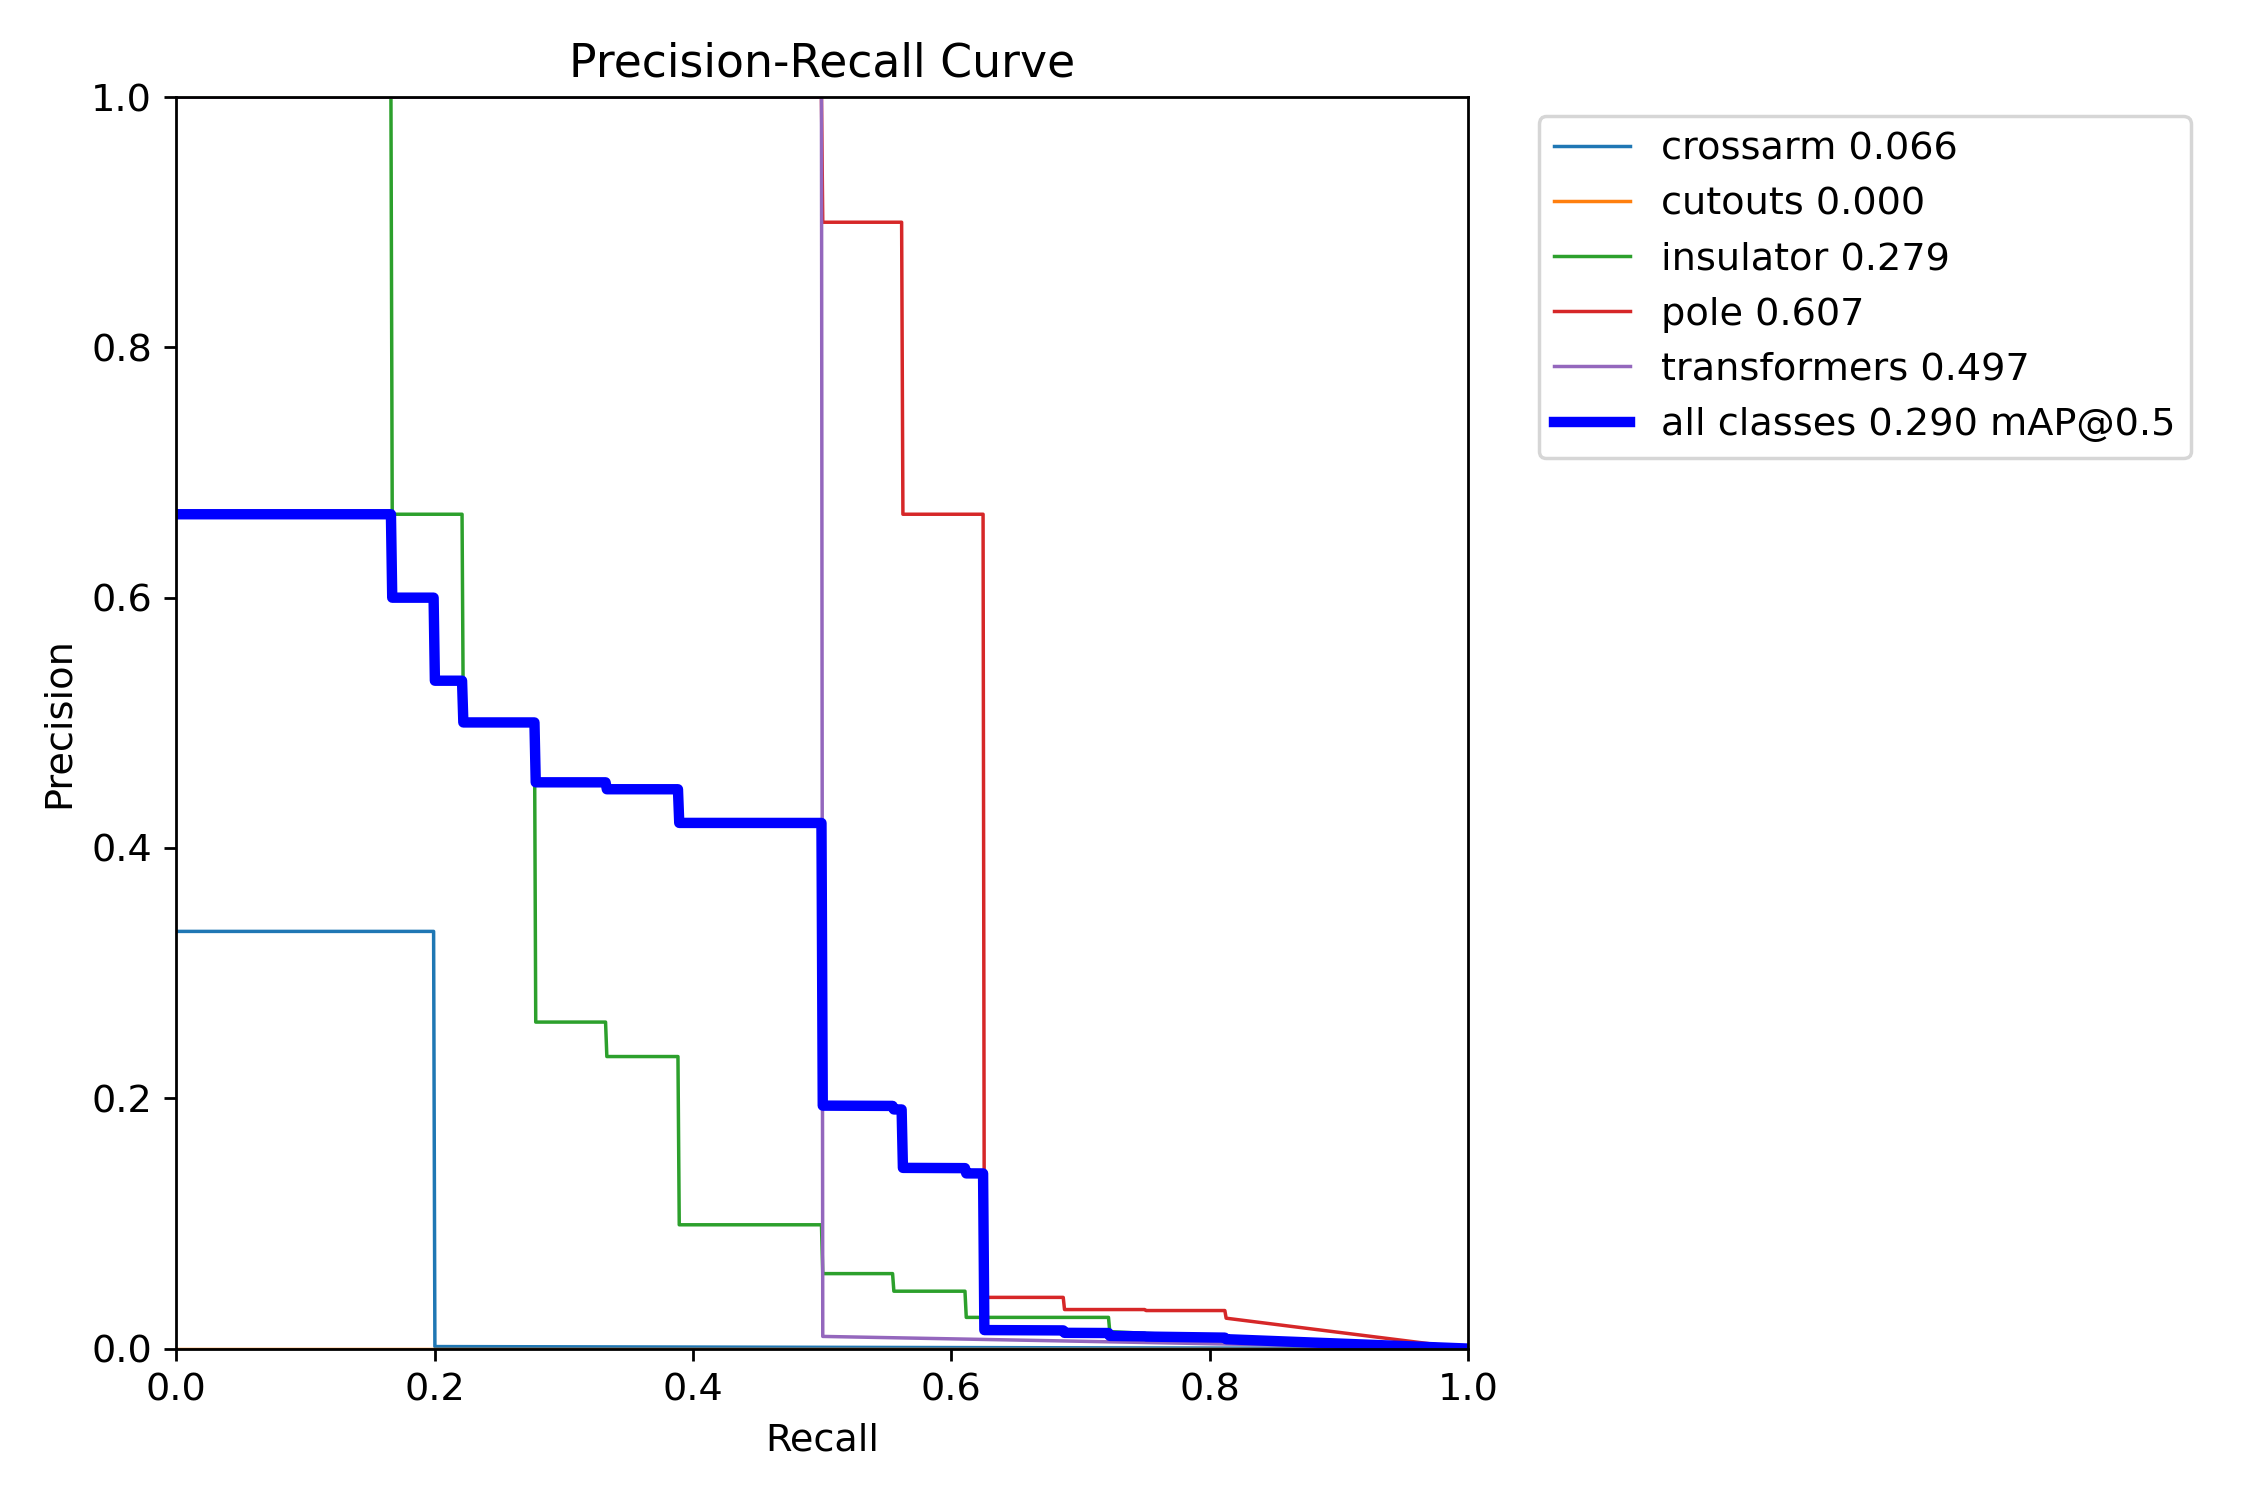 Precision-Recall Curve
1.0
0.8
0.6
0.4
0.2
0.0
Precision
0.0 0.2 0.4 0.6 0.8 1.0
Recall
crossarm 0.066
cutouts 0.000
insulator 0.279
pole 0.607
transformers 0.497
all classes 0.290 mAP@0.5